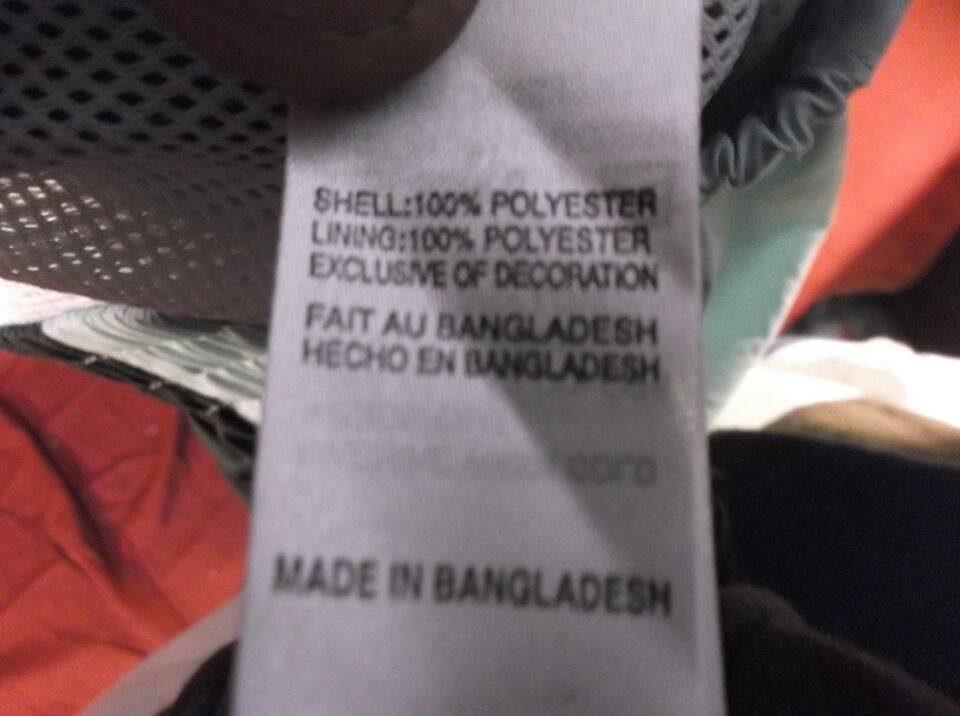 SHELL:100% POLYESTER
LINING:100% POLYESTER
EXCLUSIVE OF DECORATION
FAIT AU BANGLADESH
HECHO EN BANGLADESH
MADE IN BANGLADESH